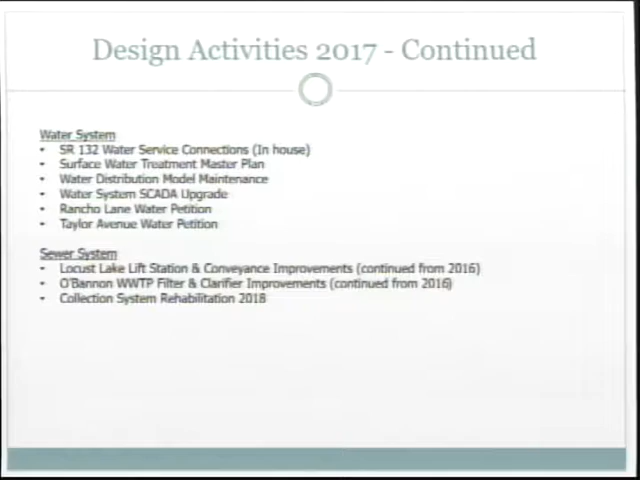 Design Activities 2017 - Continued
Water System
• SR 132 Water Service Connections (In house)
• Surface Water Treatment Master Plan
• Water Distribution Model Maintenance
• Water System SCADA Upgrade
• Rancho Lane Water Petition
• Taylor Avenue Water Petition
Sewer System
• Locust Lake Lift Station & Conveyance Improvements (continued from 2016)
• O'Bannon WWTP Filter & Clarifier Improvements (continued from 2016)
• Collection System Rehabilitation 2018